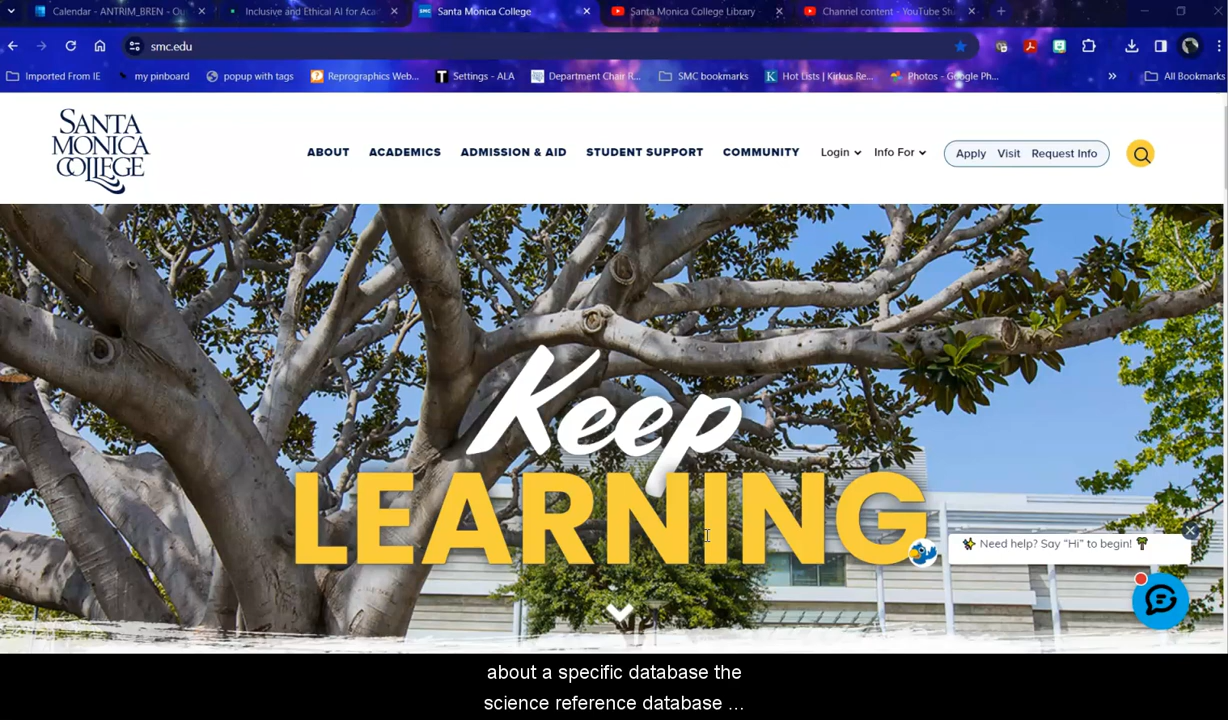 Calendar - ANTRIM_BREN - Ou
Inclusive and Ethical AI for Aca
Santa Monica College
Santa Monica College Library
Channel content - YouTube Stu
smc.edu
Imported From IE
my pinboard
popup with tags
Reprographics Web...
Settings - ALA
Department Chair R...
SMC bookmarks
Hot Lists | Kirkus Re...
Photos - Google Ph...
All Bookmarks
SANTA
MONICA
COLLEGE
ABOUT
ACADEMICS
ADMISSION & AID
STUDENT SUPPORT
COMMUNITY
Login
Info For
Apply
Visit
Request Info
Keep
LEARNING
Need help? Say "Hi" to begin!
about a specific database the
science reference database ...